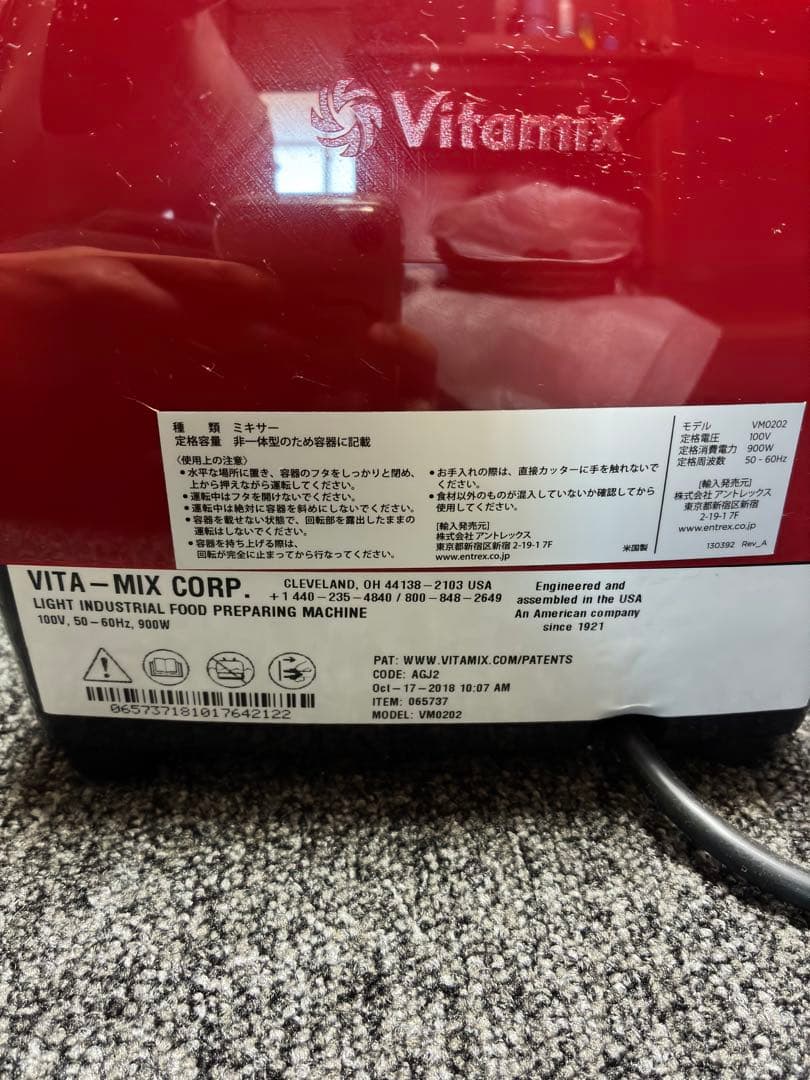 Vitamix
種 類 ミキサー
定格容量 非一体型のため容器に記載
〈使用上の注意〉
• 水平な場所に置き、容器のフタをしっかりと閉め、
上から押えながら運転してください。
• 運転中はフタを開けないでください。
• 運転中は絶対に容器を斜めにしないでください。
• 容器を載せない状態で、回転部を露出したままの
運転はしないでください。
• 容器を持ち上げる際は、
回転が完全に止まってから行なってください。
• お手入れの際は、直接カッターに手を触れないで
ください。
• 食材以外のものが混入していないか確認してから
使用してください。
[輸入発売元]
株式会社 アントレックス
東京都新宿区新宿 2-19-1 7F
www.entrex.co.jp
米国製
モデル VM0202
定格電圧 100V
定格消費電力 900W
定格周波数 50 - 60Hz
[輸入発売元]
株式会社 アントレックス
東京都新宿区新宿
2-19-1 7F
www.entrex.co.jp
130392 Rev_A
VITA-MIX CORP.
CLEVELAND, OH 44138-2103 USA
+1 440-235-4840 / 800-848-2649
LIGHT INDUSTRIAL FOOD PREPARING MACHINE
100V, 50-60Hz, 900W
Engineered and
assembled in the USA
An American company
since 1921
PAT: WWW.VITAMIX.COM/PATENTS
CODE: AGJ2
Oct-17-2018 10:07 AM
ITEM: 065737
MODEL: VM0202
065737181017642122